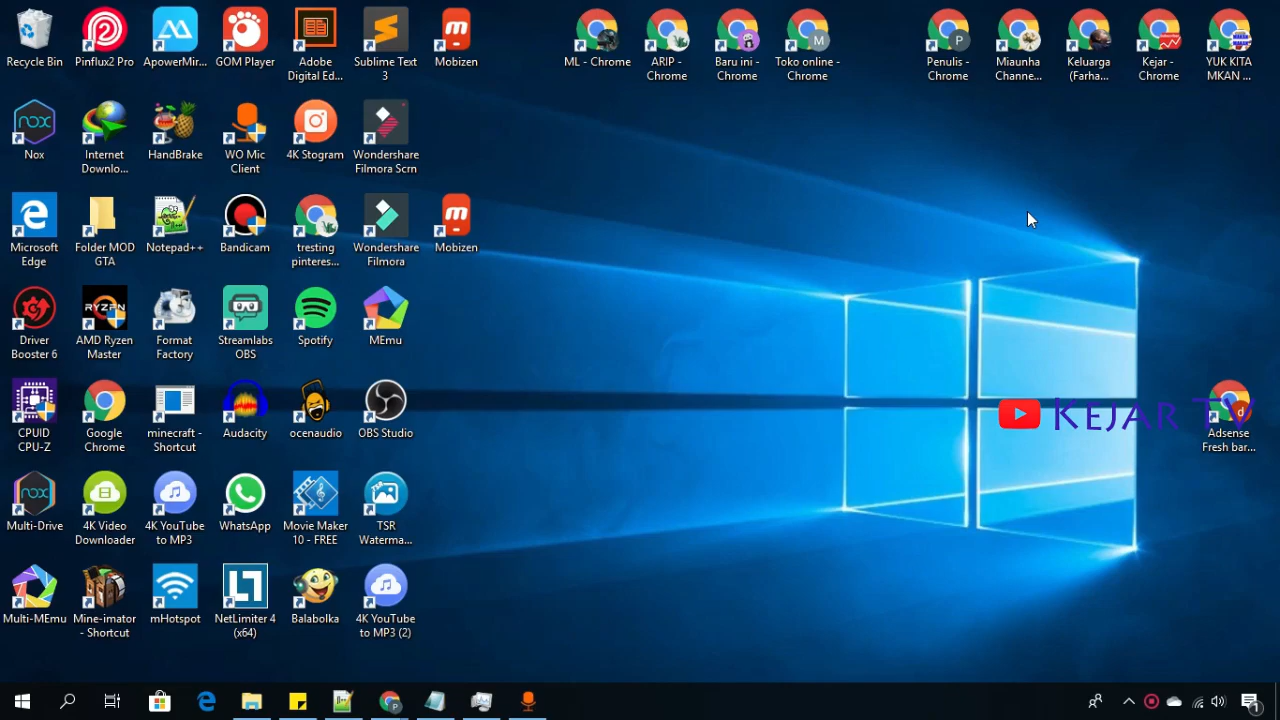 Recycle Bin
Pinflux2 Pro
ApowerMir...
GOM Player
Adobe
Digital Ed...
Sublime Text
3
Mobizen
ML - Chrome
ARIP -
Chrome
Baru ini -
Chrome
Toko online -
Chrome
Penulis -
Chrome
Miaunha
Channe...
Keluarga
(Farha...
Kejar -
Chrome
YUK KITA
MKAN ...
Nox
Internet
Downlo...
HandBrake
WO Mic
Client
4K Stogram
Wondershare
Filmora Scrn
Microsoft
Edge
Folder MOD
GTA
Notepad++
Bandicam
tresting
pinteres...
Wondershare
Filmora
Mobizen
Driver
Booster 6
AMD Ryzen
Master
Format
Factory
Streamlabs
OBS
Spotify
MEmu
CPUID
CPU-Z
Google
Chrome
minecraft -
Shortcut
Audacity
ocenaudio
OBS Studio
KEJAR TV
Adsense
Fresh bar...
Multi-Drive
4K Video
Downloader
4K YouTube
to MP3
WhatsApp
Movie Maker
10 - FREE
TSR
Waterma...
Multi-MEmu
Mine-imator
- Shortcut
mHotspot
NetLimiter 4
(x64)
Balabolka
4K YouTube
to MP3 (2)